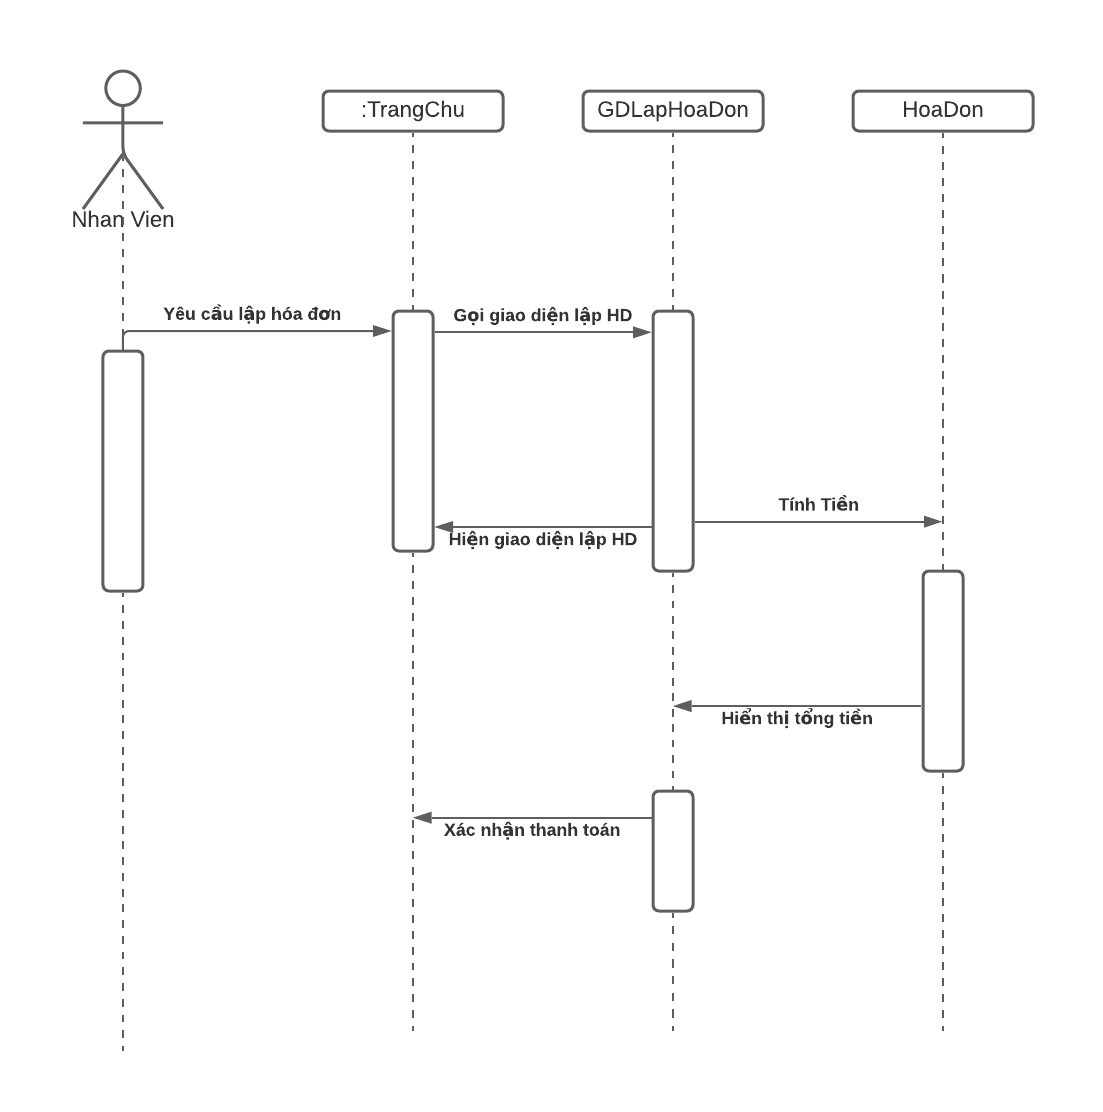 :TrangChu
GDLapHoaDon
HoaDon
Nhan Vien
Yêu cầu lập hóa đơn
Gọi giao diện lập HD
Tính Tiền
Hiện giao diện lập HD
Hiển thị tổng tiền
Xác nhận thanh toán